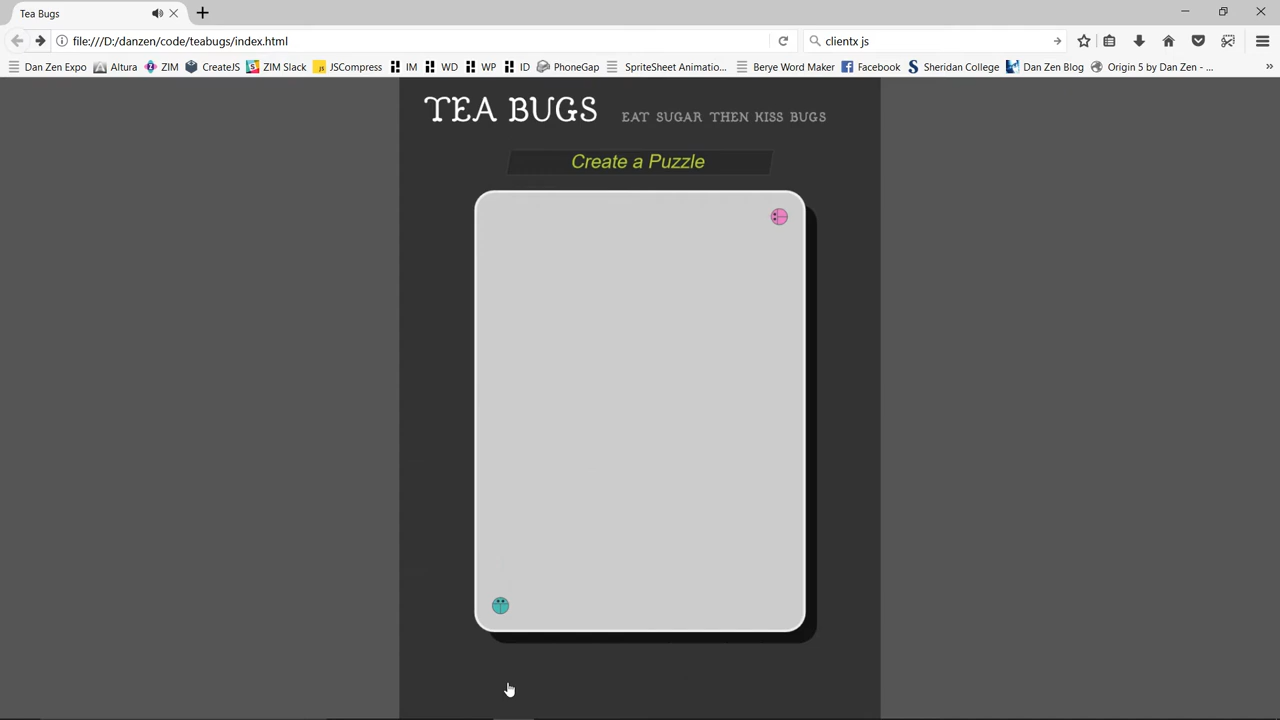 Tea Bugs
file:///D:/danzen/code/teabugs/index.html
clientx js
Dan Zen Expo
Altura
ZIM
CreateJS
ZIM Slack
JSCompress
IM
WD
WP
ID
PhoneGap
SpriteSheet Animatio...
Berye Word Maker
Facebook
Sheridan College
Dan Zen Blog
Origin 5 by Dan Zen - ...
TEA BUGS
EAT SUGAR THEN KISS BUGS
Create a Puzzle